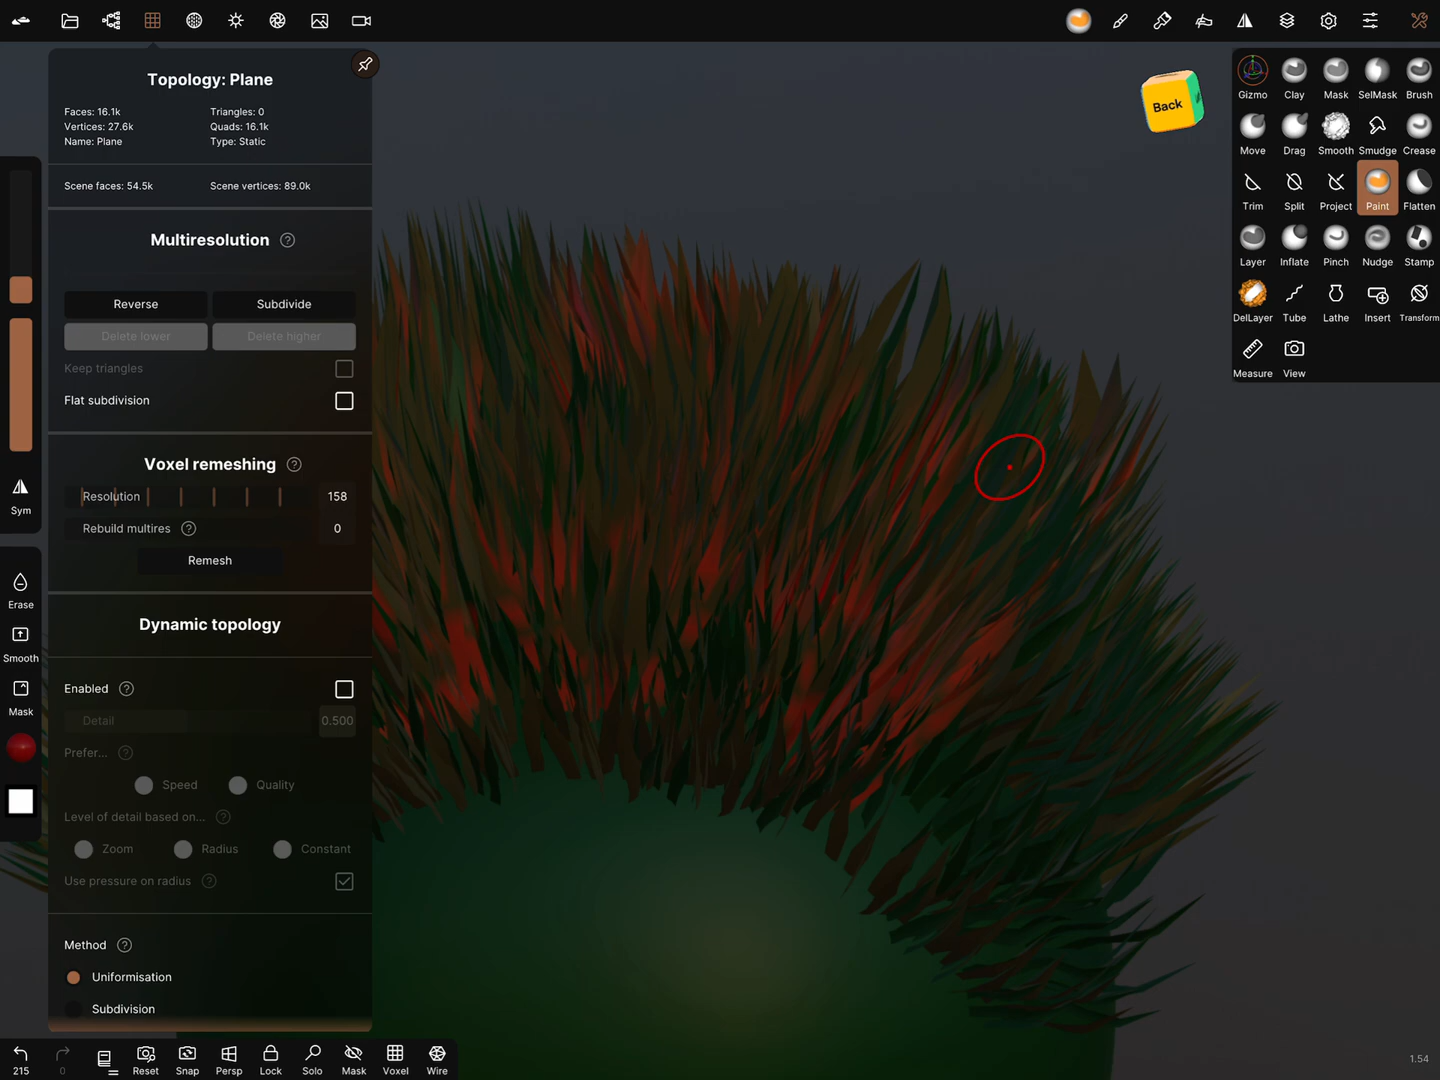 Topology: Plane
Faces: 16.1k Triangles: 0
Vertices: 27.6k Quads: 16.1k
Name: Plane Type: Static
Scene faces: 54.5k Scene vertices: 89.0k
Multiresolution ?
Reverse Subdivide
Delete lower Delete higher
Keep triangles
Flat subdivision
Voxel remeshing ?
Resolution 158
Rebuild multires ? 0
Remesh
Dynamic topology
Enabled ?
Detail 0.500
Prefer... ?
Speed Quality
Level of detail based on... ?
Zoom Radius Constant
Use pressure on radius ?
Method ?
Uniformisation
Subdivision
Sym
Erase
Smooth
Mask
Back
Gizmo Clay Mask SelMask Brush
Move Drag Smooth Smudge Crease
Trim Split Project Paint Flatten
Layer Inflate Pinch Nudge Stamp
DelLayer Tube Lathe Insert Transform
Measure View
215 0 Reset Snap Persp Lock Solo Mask Voxel Wire
1.54